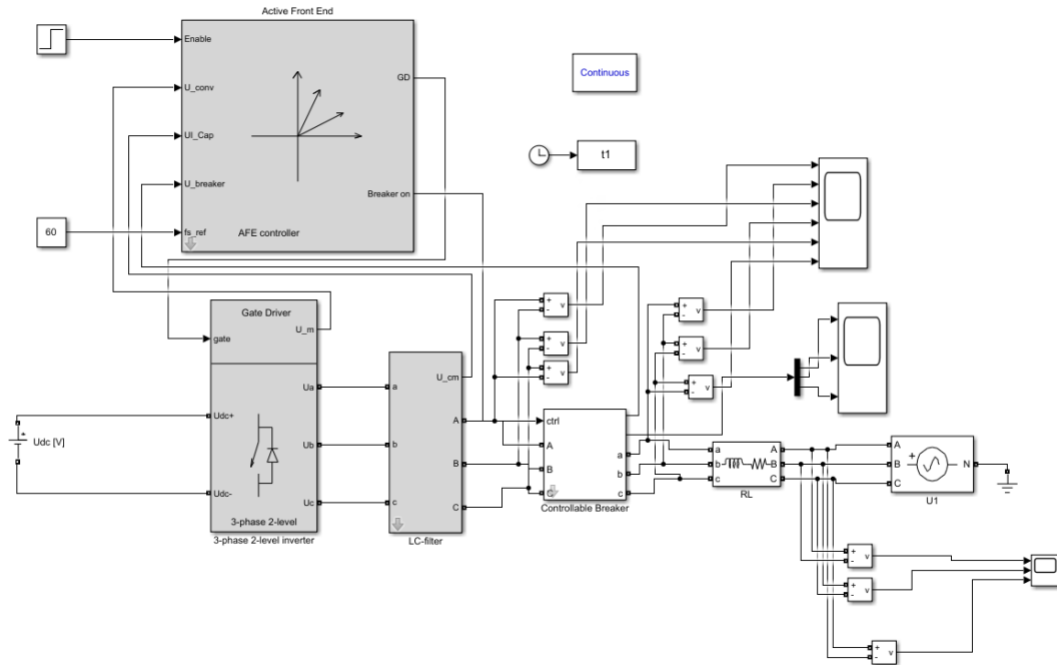 Active Front End
Enable
U_conv
UI_Cap
U_breaker
fs_ref
GD
Breaker on
AFE controller
60
Continuous
t1
Gate Driver
U_m
gate
Ua
Ub
Uc
Udc+
Udc-
3-phase 2-level
3-phase 2-level inverter
Udc [V]
+
U_cm
a
b
c
A
B
C
LC-filter
+
-
v
+
-
v
+
-
v
+
-
v
+
-
v
+
-
v
ctrl
A
B
C
a
b
c
Controllable Breaker
a
b
c
A
B
C
RL
A
B
C
+
N
U1
+
-
v
+
-
v
+
-
v